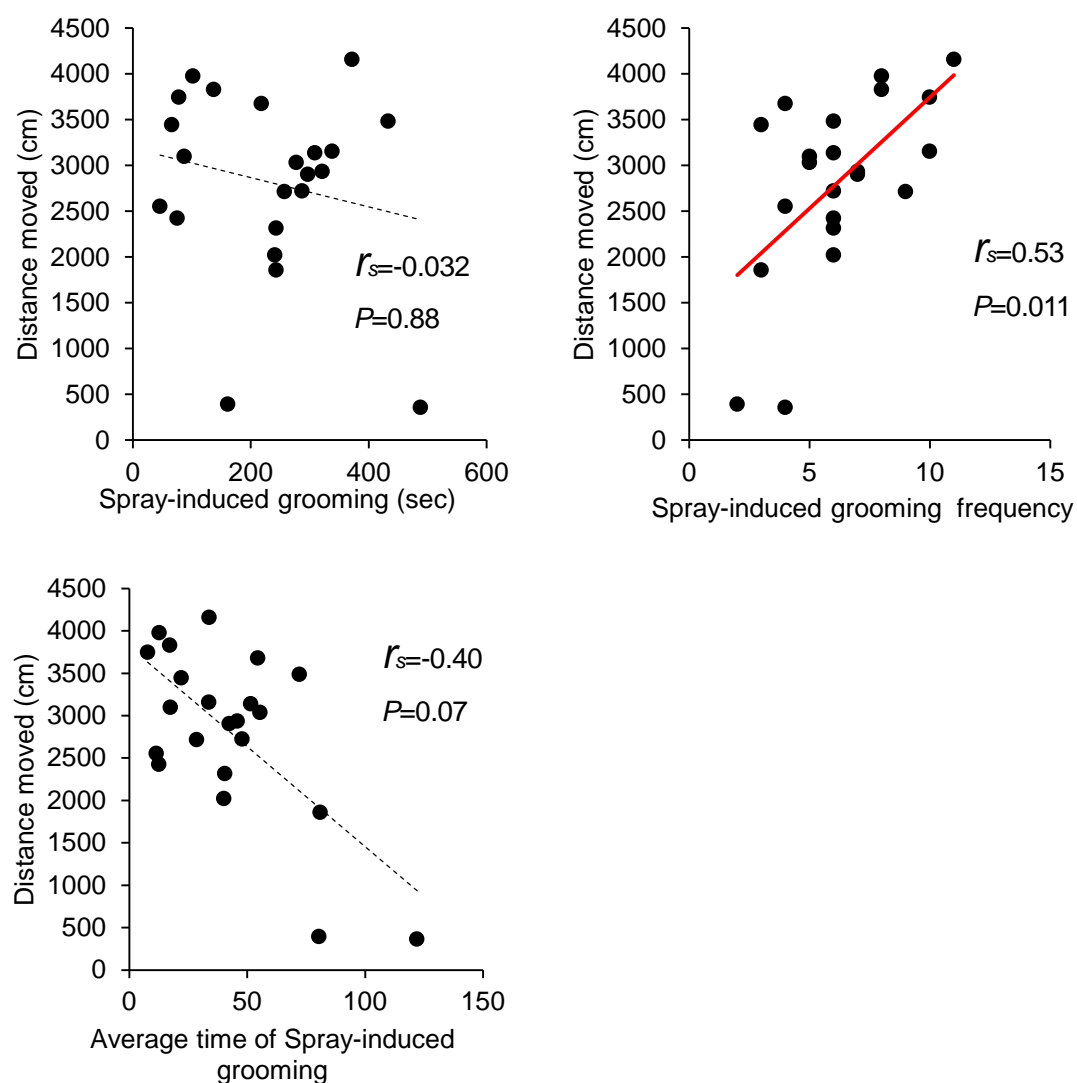 4500
4000
3500
3000
2500
2000
1500
1000
500
0
Distance moved (cm)
rs=-0.032
P=0.88
0 200 400 600
Spray-induced grooming (sec)
4500
4000
3500
3000
2500
2000
1500
1000
500
0
Distance moved (cm)
rs=0.53
P=0.011
0 5 10 15
Spray-induced grooming frequency
4500
4000
3500
3000
2500
2000
1500
1000
500
0
Distance moved (cm)
rs=-0.40
P=0.07
0 50 100 150
Average time of Spray-induced
grooming